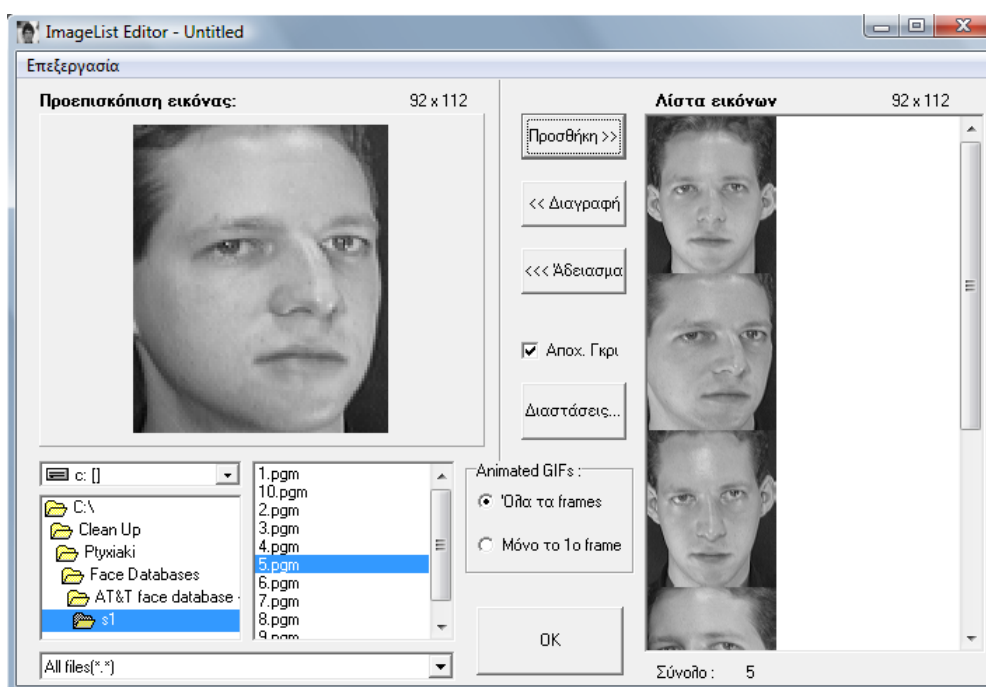 ImageList Editor - Untitled
Επεξεργασία
Προεπισκόπιση εικόνας:
92 x 112
Προσθήκη >>
<< Διαγραφή
<<< Άδειασμα
Αποχ. Γκρι
Διαστάσεις...
Λίστα εικόνων
92 x 112
c: []
C:\
Clean Up
Ptyxiaki
Face Databases
AT&T face database -
s1
All files(*.*)
1.pgm
10.pgm
2.pgm
3.pgm
4.pgm
5.pgm
6.pgm
7.pgm
8.pgm
9.pgm
Animated GIFs :
Όλα τα frames
Μόνο το 1ο frame
OK
Σύνολο : 5